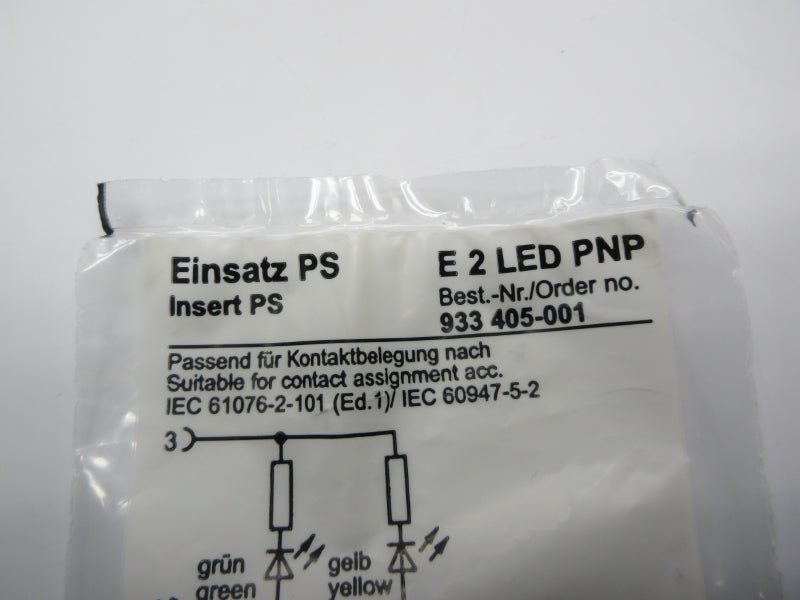 Einsatz PS
Insert PS
E 2 LED PNP
Best.-Nr./Order no.
933 405-001
Passend für Kontaktbelegung nach
Suitable for contact assignment acc.
IEC 61076-2-101 (Ed.1)/ IEC 60947-5-2
3
grün gelb
green yellow